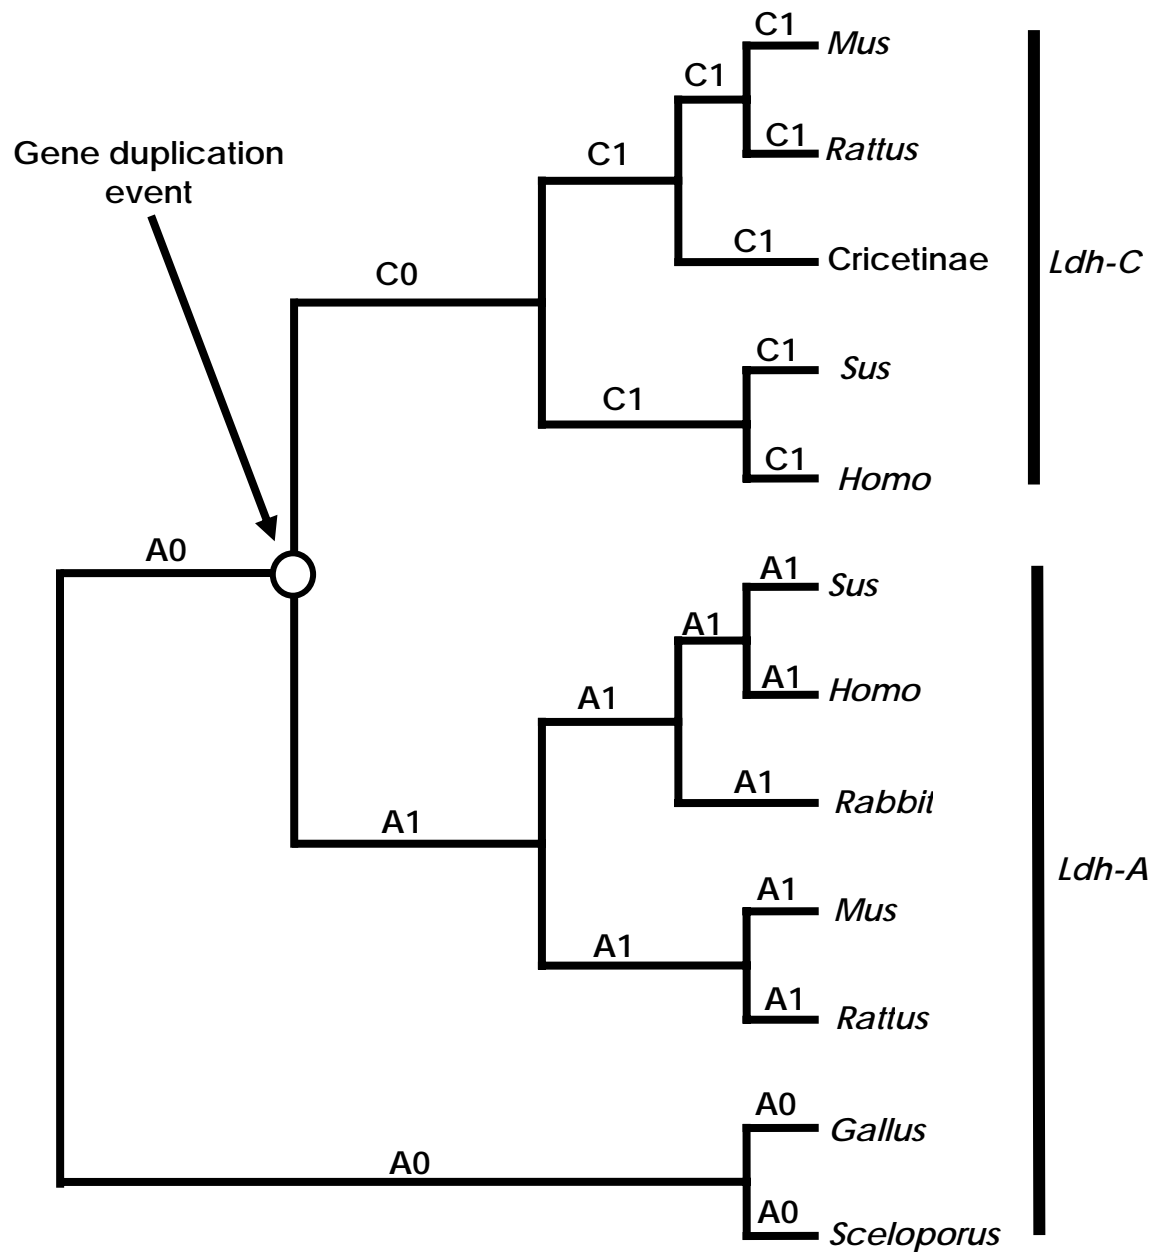 C1
Mus
C1
C1
Rattus
C1
Gene duplication
event
C1
Cricetinae
Ldh-C
C0
C1
Sus
C1
C1
Homo
A0
A1
Sus
A1
A1
Homo
A1
A1
Rabbit
A1
Ldh-A
A1
Mus
A1
A1
Rattus
A0
Gallus
A0
A0
Sceloporus